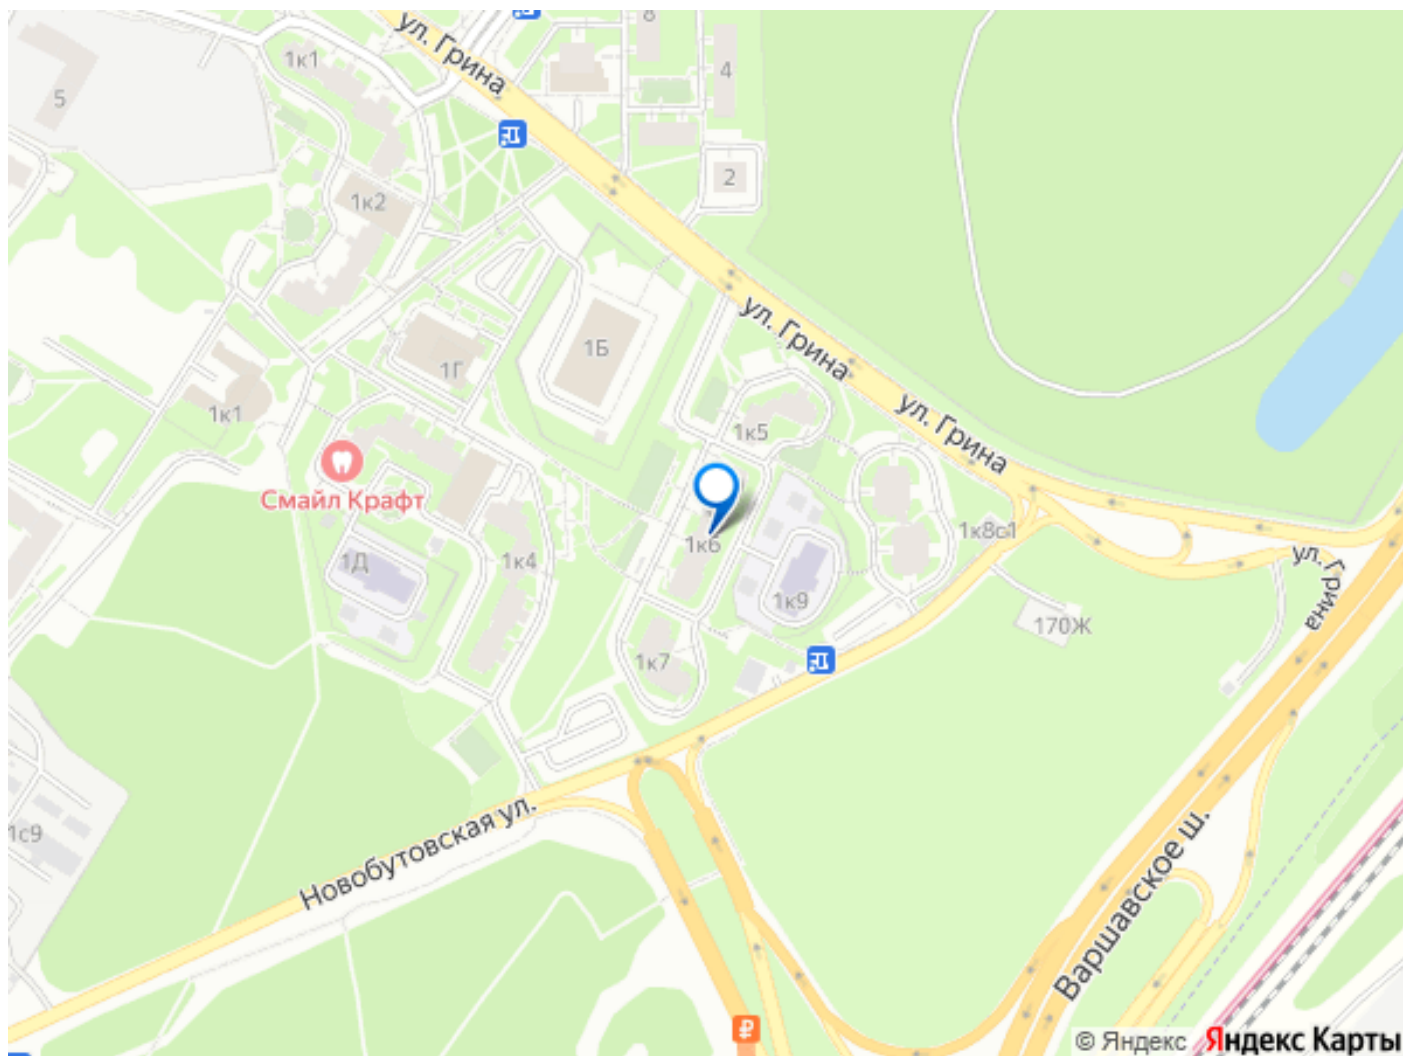 ул. Грина
8
1к1
4
5
2
1к2
ул. Грина
1Б
1Г
ул. Грина
1к1
1к5
Смайл Крафт
1к8с1
1к6
ул. Грина
1Д
1к4
1к9
170Ж
1к7
Новобутовская ул.
1с9
Варшавское ш.
© Яндекс Яндекс Карты